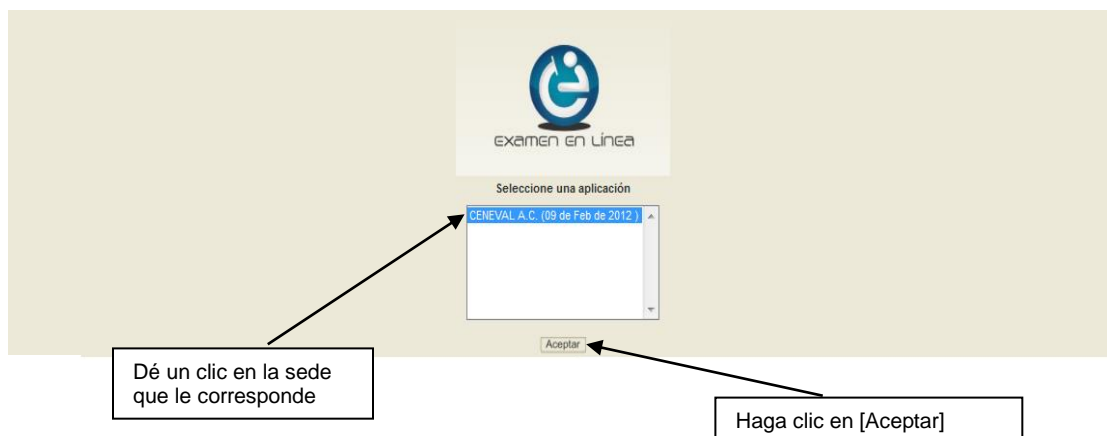 examen en Línea
Seleccione una aplicación
CENEVAL A.C. (09 de Feb de 2012 )
Aceptar
Dé un clic en la sede
que le corresponde
Haga clic en [Aceptar]